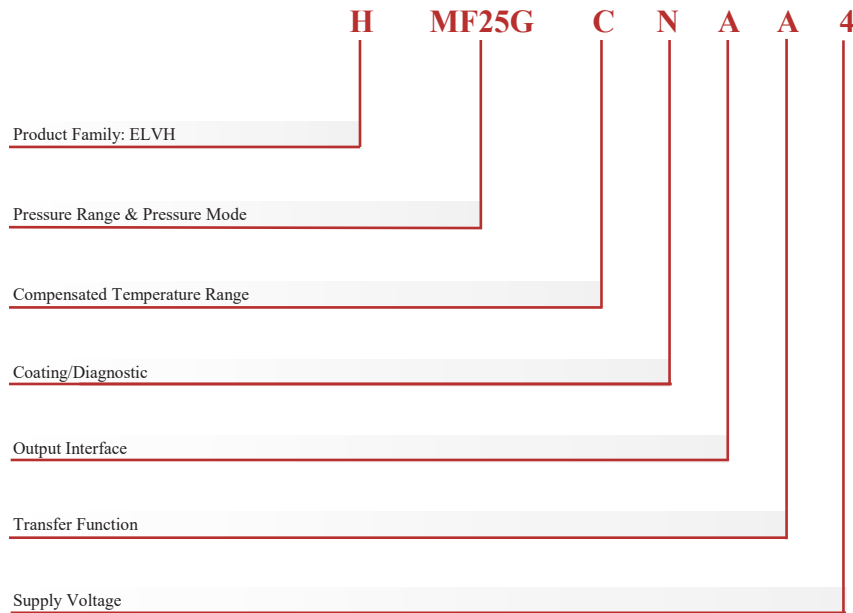 H MF25G C N A A 4
Product Family: ELVH
Pressure Range & Pressure Mode
Compensated Temperature Range
Coating/Diagnostic
Output Interface
Transfer Function
Supply Voltage